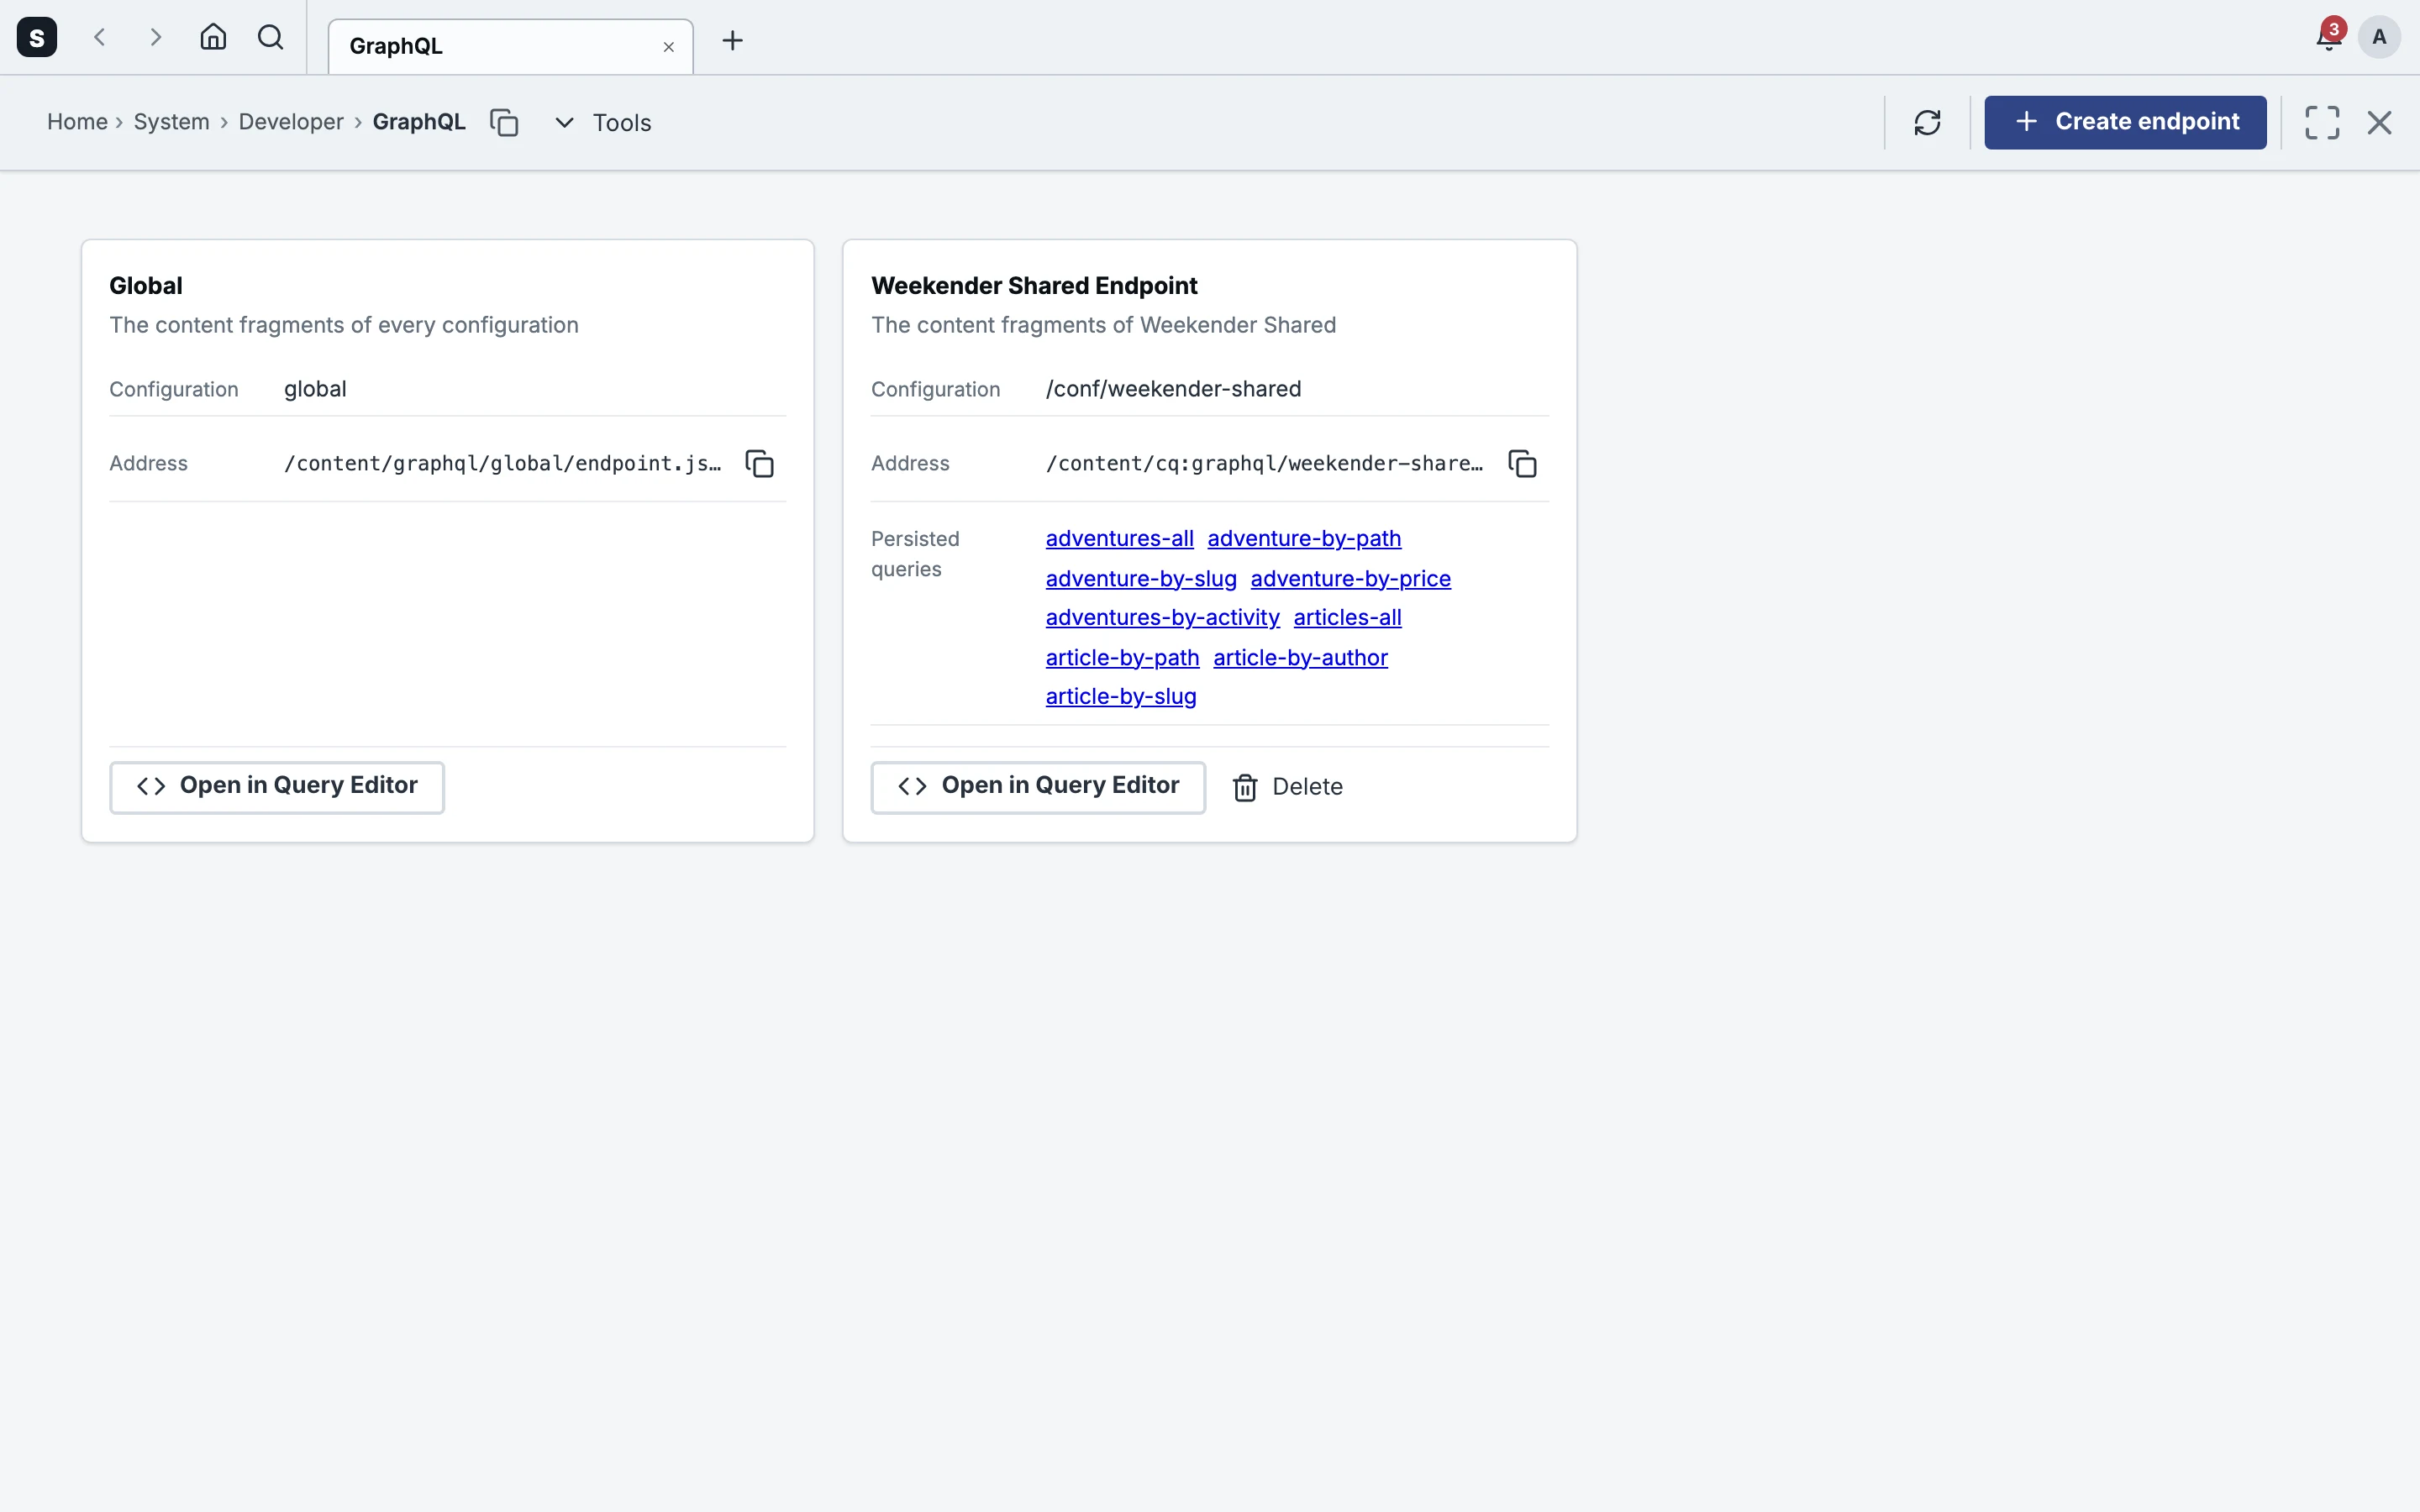 S
GraphQL
3
A
Home › System › Developer › GraphQL
Tools
Create endpoint
Global
The content fragments of every configuration
Configuration global
Address /content/graphql/global/endpoint.js…
Open in Query Editor
Weekender Shared Endpoint
The content fragments of Weekender Shared
Configuration /conf/weekender-shared
Address /content/cq:graphql/weekender-share…
Persisted queries
adventures-all adventure-by-path
adventure-by-slug adventure-by-price
adventures-by-activity articles-all
article-by-path article-by-author
article-by-slug
Open in Query Editor
Delete